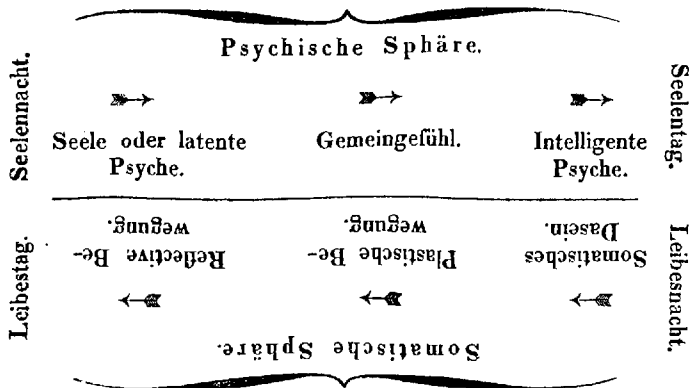 Psychische Sphäre.
Seelennacht.
Seelentag.
Seele oder latente
Psyche.
Gemeingefühl.
Intelligente
Psyche.
Leibestag.
Leibesnacht.
Somatische Sphäre.
Somatisches
Dasein.
Plastische Be-
wegung.
Reflective Be-
wegung.